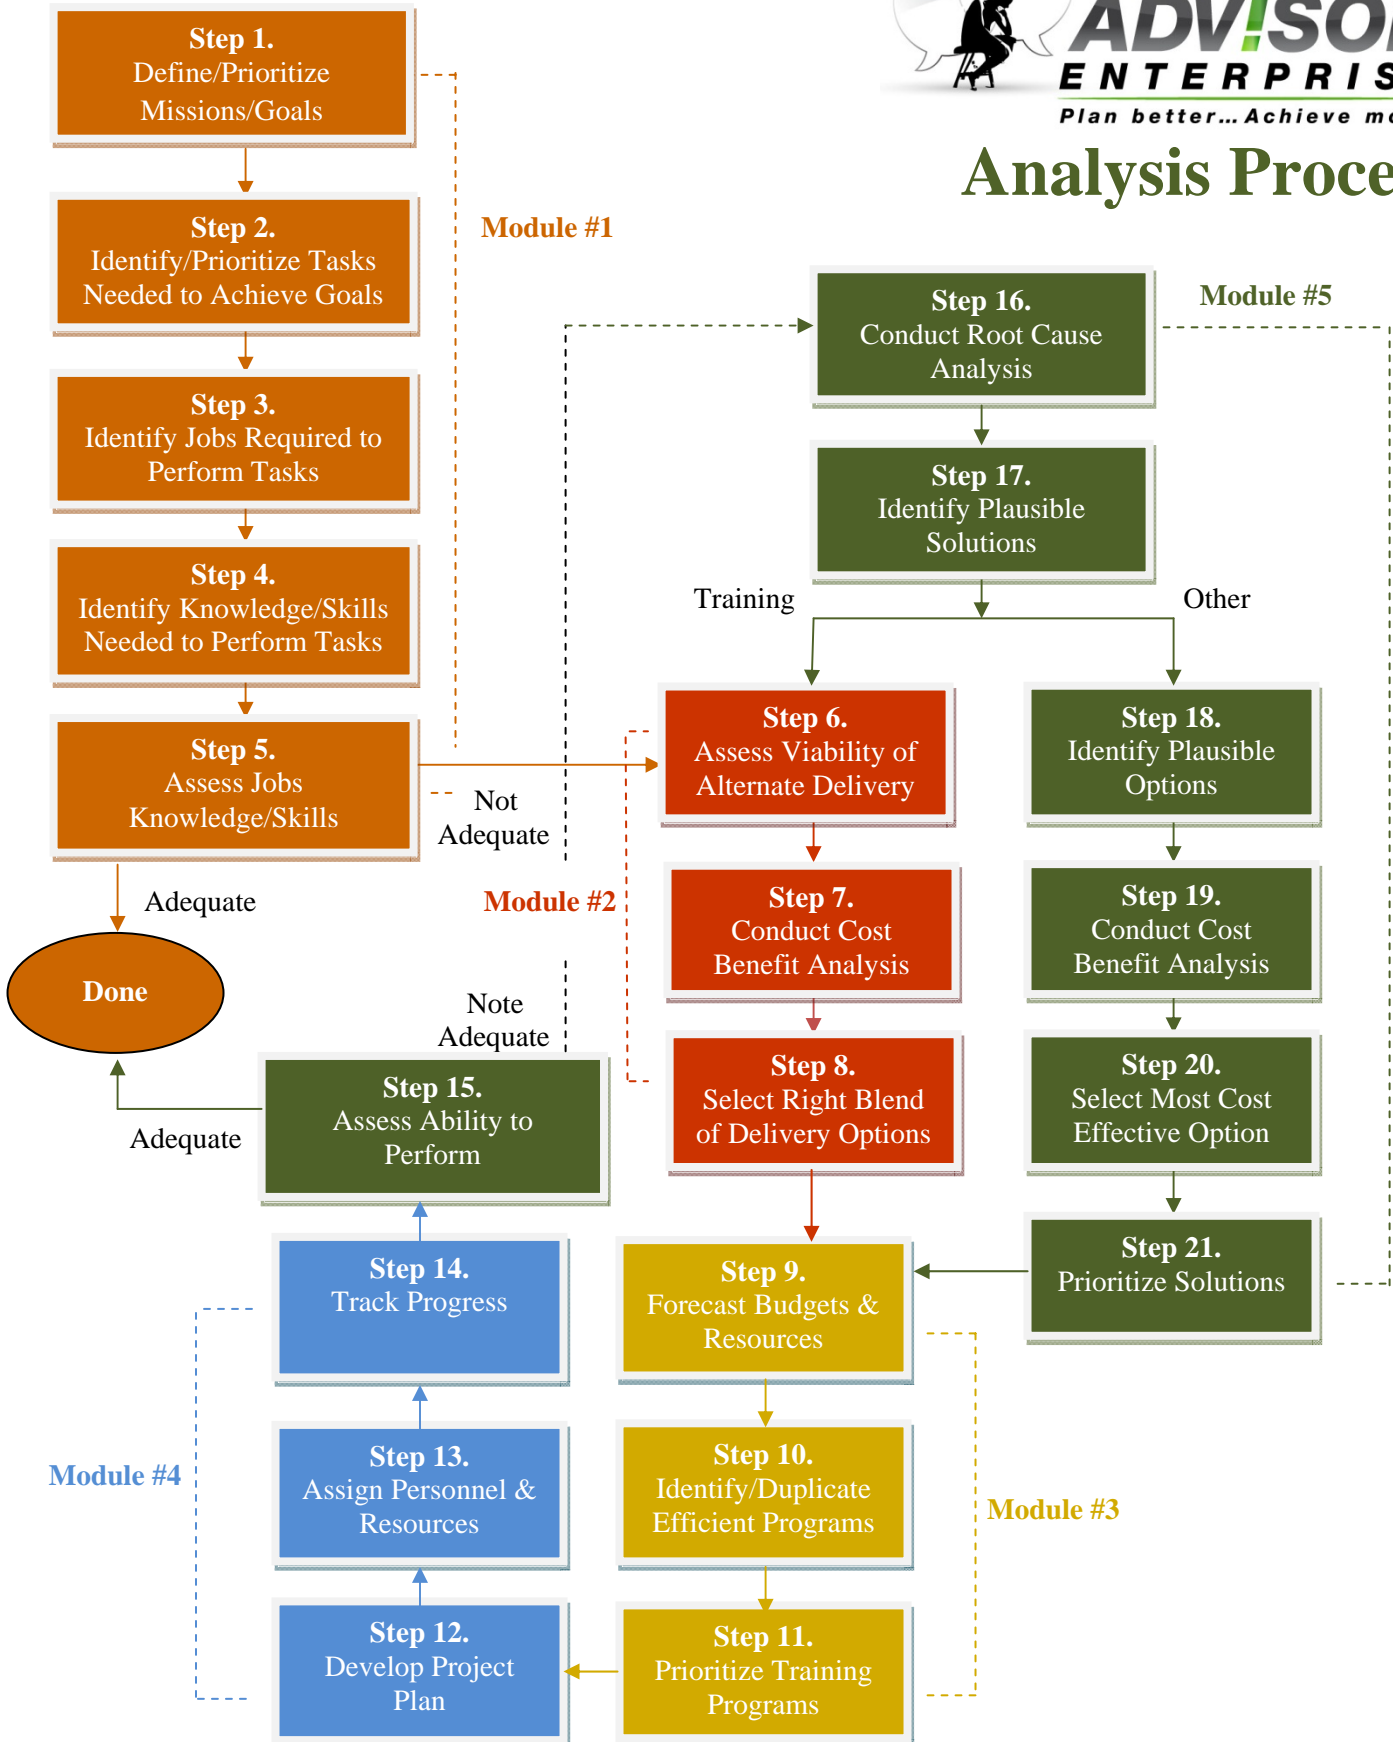 ADV!SO
ENTERPRIS
Plan better...Achieve mo
Analysis Proce
Step 1.
Define/Prioritize
Missions/Goals
Module #1
Step 2.
Identify/Prioritize Tasks
Needed to Achieve Goals
Step 3.
Identify Jobs Required to
Perform Tasks
Step 4.
Identify Knowledge/Skills
Needed to Perform Tasks
Step 5.
Assess Jobs
Knowledge/Skills
Not
Adequate
Adequate
Done
Module #5
Step 16.
Conduct Root Cause
Analysis
Step 17.
Identify Plausible
Solutions
Training
Other
Step 6.
Assess Viability of
Alternate Delivery
Step 18.
Identify Plausible
Options
Module #2
Step 7.
Conduct Cost
Benefit Analysis
Step 19.
Conduct Cost
Benefit Analysis
Note
Adequate
Step 8.
Select Right Blend
of Delivery Options
Step 20.
Select Most Cost
Effective Option
Step 15.
Assess Ability to
Perform
Adequate
Step 21.
Prioritize Solutions
Step 14.
Track Progress
Step 9.
Forecast Budgets &
Resources
Module #4
Step 13.
Assign Personnel &
Resources
Step 10.
Identify/Duplicate
Efficient Programs
Module #3
Step 12.
Develop Project
Plan
Step 11.
Prioritize Training
Programs